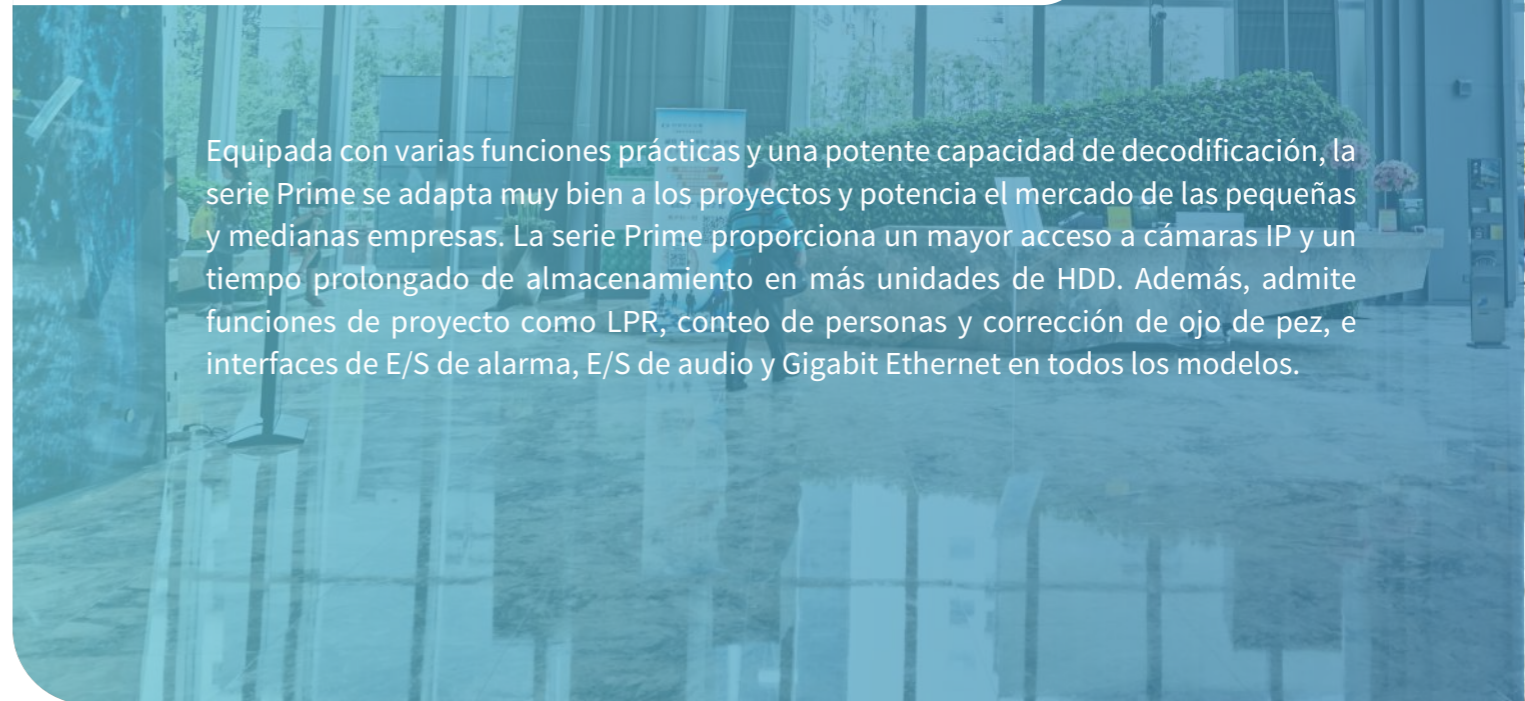 Equipada con varias funciones prácticas y una potente capacidad de decodificación, la
serie Prime se adapta muy bien a los proyectos y potencia el mercado de las pequeñas
y medianas empresas. La serie Prime proporciona un mayor acceso a cámaras IP y un
tiempo prolongado de almacenamiento en más unidades de HDD. Además, admite
funciones de proyecto como LPR, conteo de personas y corrección de ojo de pez, e
interfaces de E/S de alarma, E/S de audio y Gigabit Ethernet en todos los modelos.